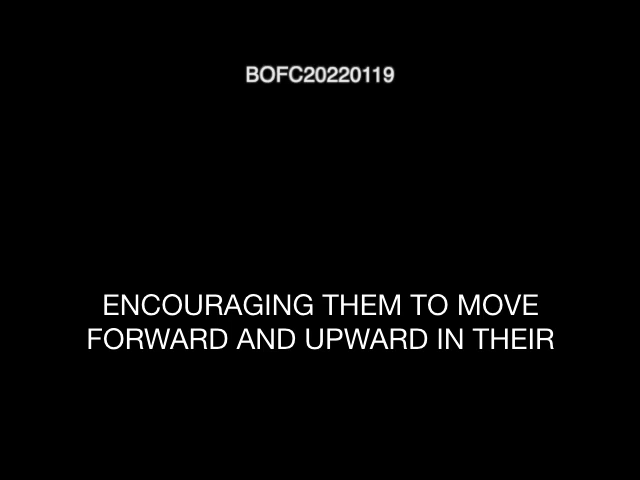 BOFC20220119
ENCOURAGING THEM TO MOVE
FORWARD AND UPWARD IN THEIR